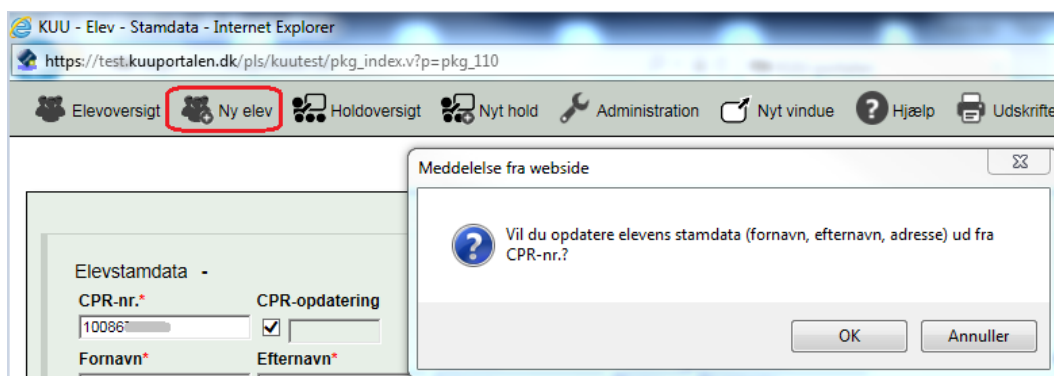 KUU - Elev - Stamdata - Internet Explorer
https://test.kuuportalen.dk/pls/kuutest/pkg_index.v?p=pkg_110
Elevoversigt Ny elev Holdoversigt Nyt hold Administration Nyt vindue Hjælp Udskrifte
Meddelelse fra webside
Vil du opdatere elevens stamdata (fornavn, efternavn, adresse) ud fra
CPR-nr.?
OK Annuller
Elevstamdata -
CPR-nr.* CPR-opdatering
10086
Fornavn* Efternavn*